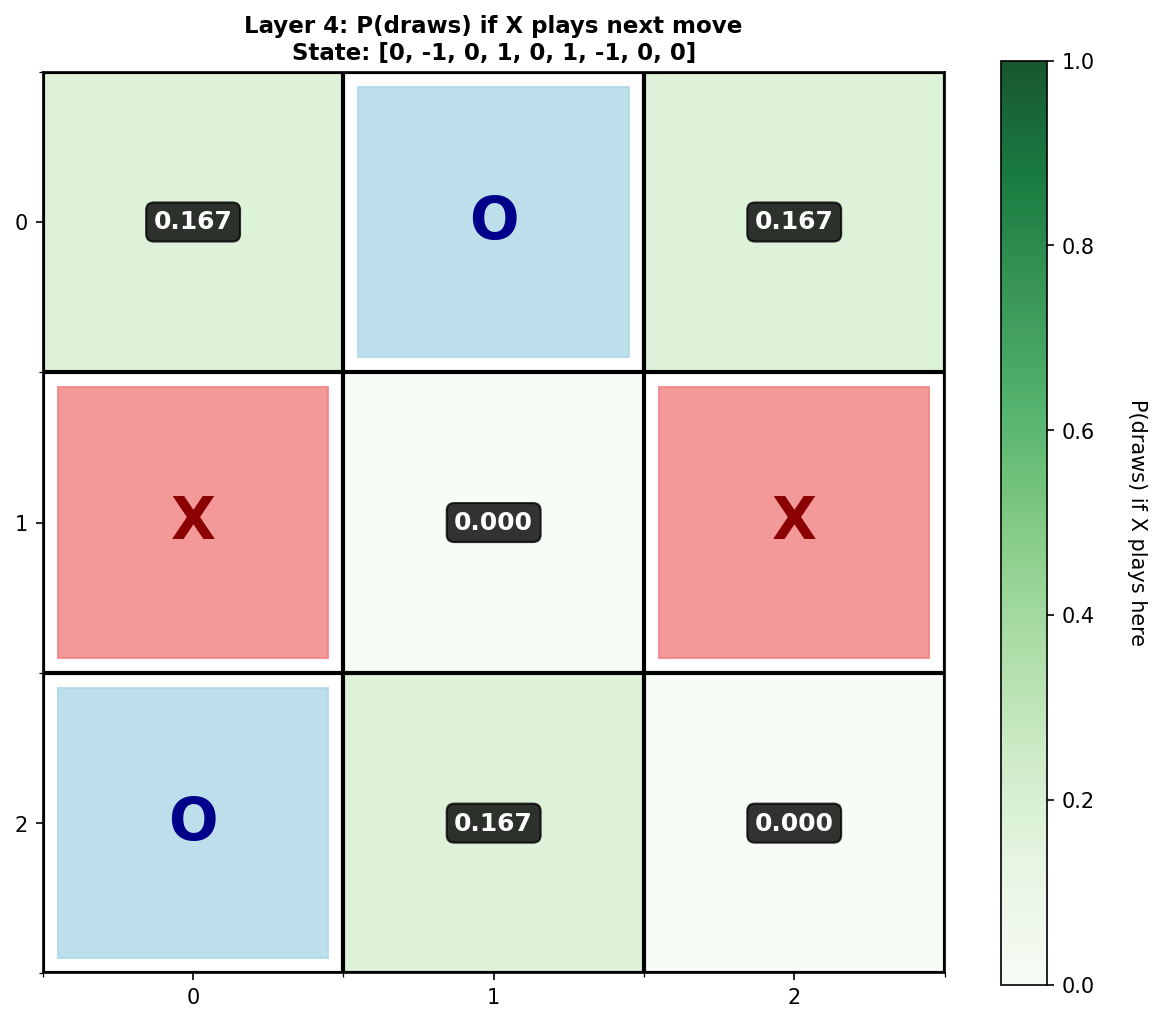 Layer 4: P(draws) if X plays next move
State: [0, -1, 0, 1, 0, 1, -1, 0, 0]
0.167
O
0.167
X
0.000
X
O
0.167
0.000
0
1
2
0
1
2
1.0
0.8
0.6
0.4
0.2
0.0
P(draws) if X plays here